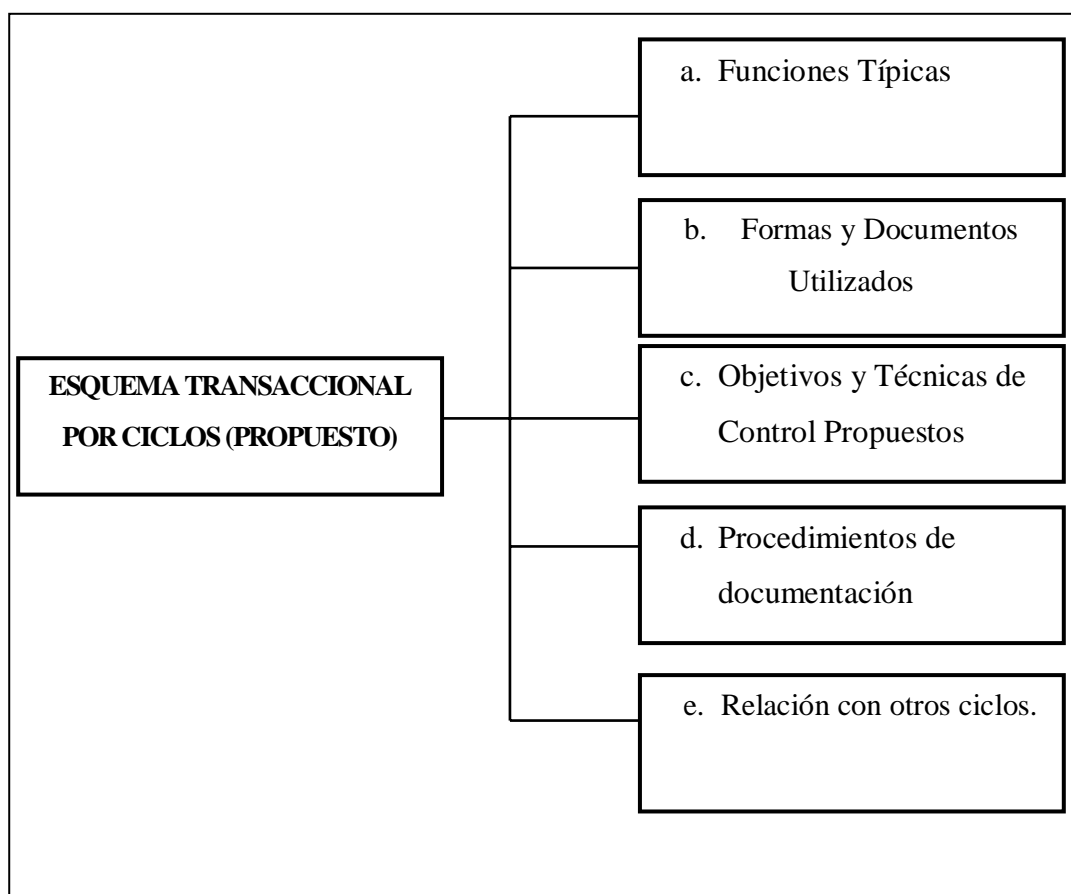 a. Funciones Típicas
b. Formas y Documentos
Utilizados
ESQUEMA TRANSACCIONAL
POR CICLOS (PROPUESTO)
c. Objetivos y Técnicas de
Control Propuestos
d. Procedimientos de
documentación
e. Relación con otros ciclos.